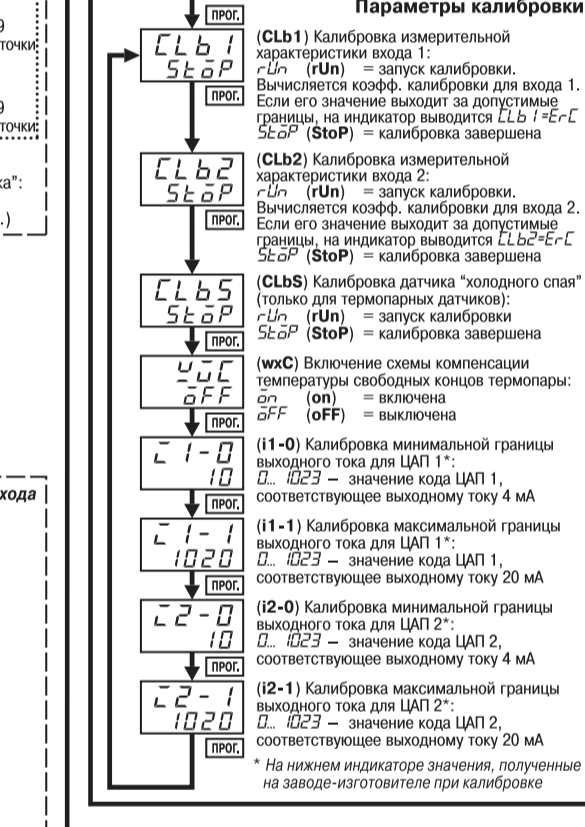 9
точки
9
точки:
ка":
.)
хода
Параметры калибровки
ПРОГ.
CLb1
StoP
ПРОГ.
(CLb1) Калибровка измерительной
характеристики входа 1:
rUn (rUn) = запуск калибровки.
Вычисляется коэфф. калибровки для входа 1.
Если его значение выходит за допустимые
границы, на индикатор выводится CLb1=ErC
StoP (StoP) = калибровка завершена
CLb2
StoP
ПРОГ.
(CLb2) Калибровка измерительной
характеристики входа 2:
rUn (rUn) = запуск калибровки.
Вычисляется коэфф. калибровки для входа 2.
Если его значение выходит за допустимые
границы, на индикатор выводится CLb2=ErC
StoP (StoP) = калибровка завершена
CLbS
StoP
ПРОГ.
(CLbS) Калибровка датчика "холодного спая"
(только для термопарных датчиков):
rUn (rUn) = запуск калибровки
StoP (StoP) = калибровка завершена
wxC
oFF
ПРОГ.
(wxC) Включение схемы компенсации
температуры свободных концов термопары:
on (on) = включена
oFF (oFF) = выключена
i1-0
10
ПРОГ.
(i1-0) Калибровка минимальной границы
выходного тока для ЦАП 1*:
0... 1023 – значение кода ЦАП 1,
соответствующее выходному току 4 мА
i1-1
1020
ПРОГ.
(i1-1) Калибровка максимальной границы
выходного тока для ЦАП 1*:
0... 1023 – значение кода ЦАП 1,
соответствующее выходному току 20 мА
i2-0
10
ПРОГ.
(i2-0) Калибровка минимальной границы
выходного тока для ЦАП 2*:
0... 1023 – значение кода ЦАП 2,
соответствующее выходному току 4 мА
i2-1
1020
ПРОГ.
(i2-1) Калибровка максимальной границы
выходного тока для ЦАП 2*:
0... 1023 – значение кода ЦАП 2,
соответствующее выходному току 20 мА
* На нижнем индикаторе значения, полученные
на заводе-изготовителе при калибровке